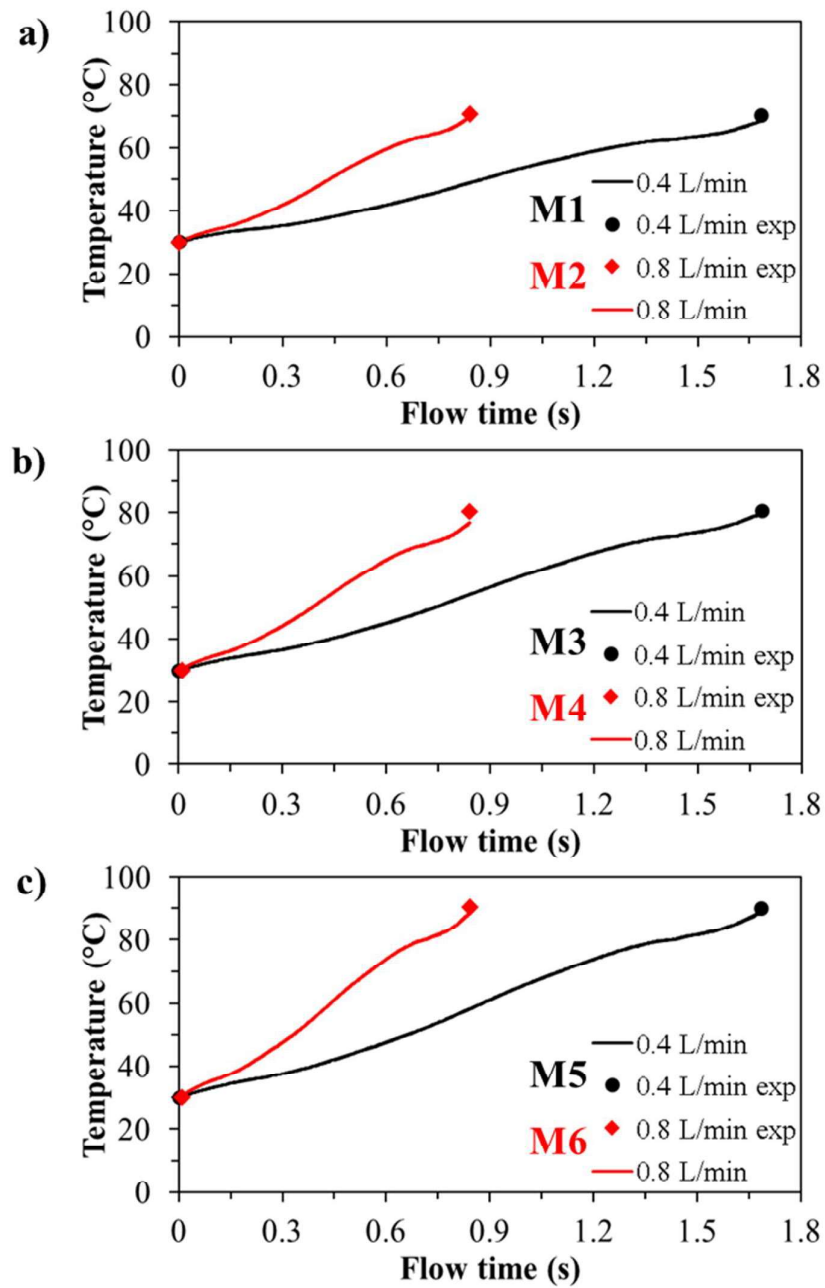 a)
Temperature (°C)
100
80
60
40
20
0
M1
M2
0.4 L/min
0.4 L/min exp
0.8 L/min exp
0.8 L/min
0 0.3 0.6 0.9 1.2 1.5 1.8
Flow time (s)
b)
Temperature (°C)
100
80
60
40
20
0
M3
M4
0.4 L/min
0.4 L/min exp
0.8 L/min exp
0.8 L/min
0 0.3 0.6 0.9 1.2 1.5 1.8
Flow time (s)
c)
Temperature (°C)
100
80
60
40
20
0
M5
M6
0.4 L/min
0.4 L/min exp
0.8 L/min exp
0.8 L/min
0 0.3 0.6 0.9 1.2 1.5 1.8
Flow time (s)